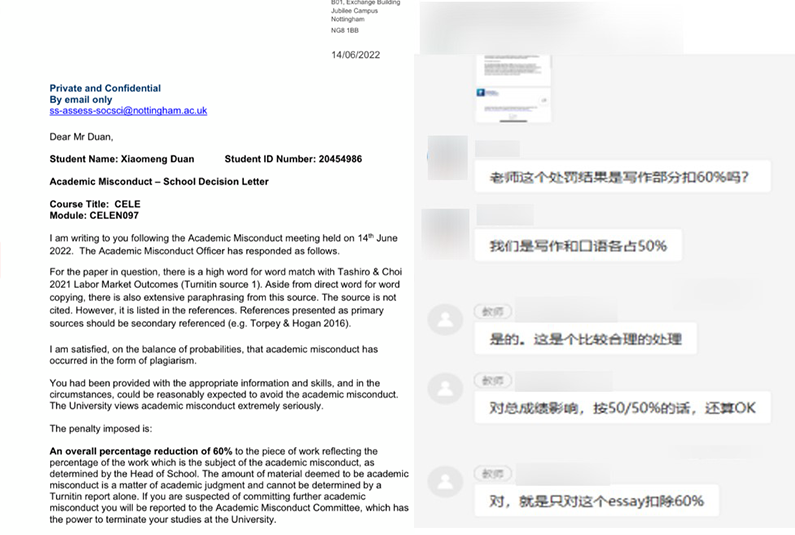 B01, Exchange Building
Jubilee Campus
Nottingham
NG8 1BB
14/06/2022
Private and Confidential
By email only
ss-assess-socsci@nottingham.ac.uk
Dear Mr Duan,
Student Name: Xiaomeng Duan Student ID Number: 20454986
Academic Misconduct – School Decision Letter
Course Title: CELE
Module: CELEN097
I am writing to you following the Academic Misconduct meeting held on 14th June
2022. The Academic Misconduct Officer has responded as follows.
For the paper in question, there is a high word for word match with Tashiro & Choi
2021 Labor Market Outcomes (Turnitin source 1). Aside from direct word for word
copying, there is also extensive paraphrasing from this source. The source is not
cited. However, it is listed in the references. References presented as primary
sources should be secondary referenced (e.g. Torpey & Hogan 2016).
I am satisfied, on the balance of probabilities, that academic misconduct has
occurred in the form of plagiarism.
You had been provided with the appropriate information and skills, and in the
circumstances, could be reasonably expected to avoid the academic misconduct.
The University views academic misconduct extremely seriously.
The penalty imposed is:
An overall percentage reduction of 60% to the piece of work reflecting the
percentage of the work which is the subject of the academic misconduct, as
determined by the Head of School. The amount of material deemed to be academic
misconduct is a matter of academic judgment and cannot be determined by a
Turnitin report alone. If you are suspected of committing further academic
misconduct you will be reported to the Academic Misconduct Committee, which has
the power to terminate your studies at the University.
老师这个处罚结果是写作部分扣60%吗?
我们是写作和口语各占50%
教师
是的。这是个比较合理的处理
教师
对总成绩影响，按50/50%的话，还算OK
教师
对，就是只对这个essay扣除60%